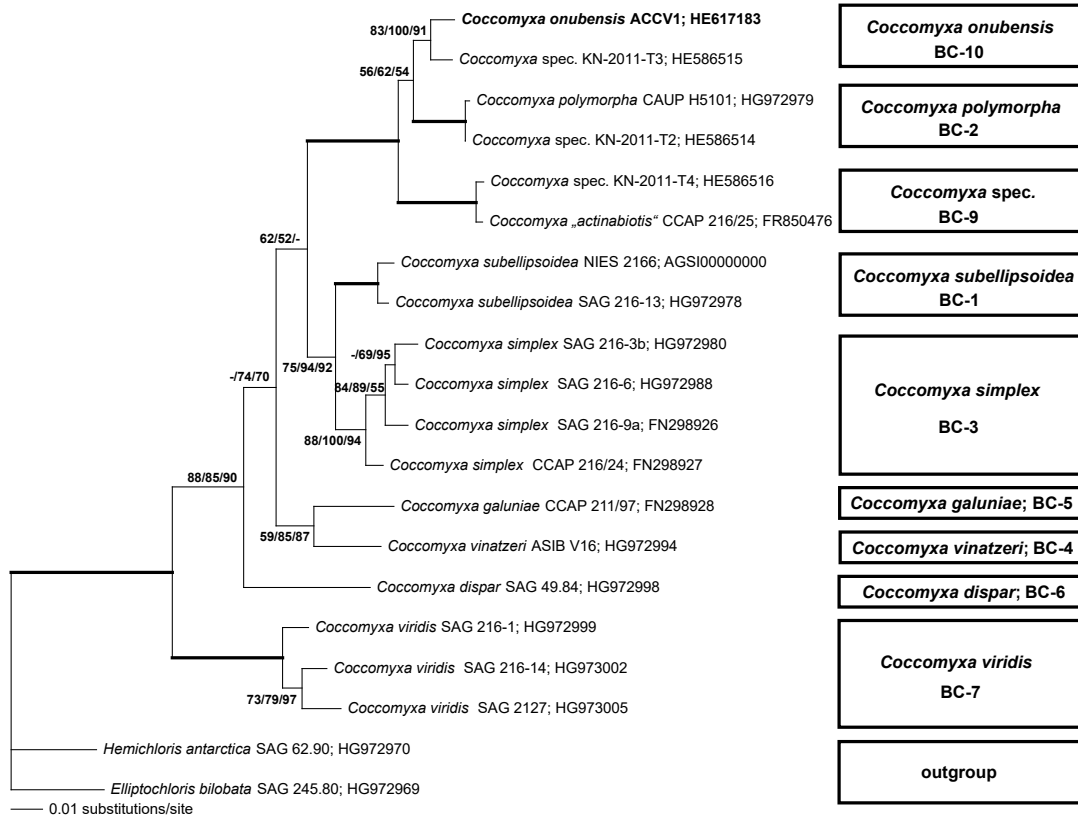 Coccomyxa onubensis ACCV1; HE617183
83/100/91
Coccomyxa spec. KN-2011-T3; HE586515
Coccomyxa onubensis
BC-10
56/62/54
Coccomyxa polymorpha CAUP H5101; HG972979
Coccomyxa spec. KN-2011-T2; HE586514
Coccomyxa polymorpha
BC-2
Coccomyxa spec. KN-2011-T4; HE586516
Coccomyxa „actinabiotis“ CCAP 216/25; FR850476
Coccomyxa spec.
BC-9
62/52/-
Coccomyxa subellipsoidea NIES 2166; AGSI00000000
Coccomyxa subellipsoidea SAG 216-13; HG972978
Coccomyxa subellipsoidea
BC-1
Coccomyxa simplex SAG 216-3b; HG972980
-/69/95
75/94/92
-/74/70
Coccomyxa simplex SAG 216-6; HG972988
84/89/55
Coccomyxa simplex SAG 216-9a; FN298926
88/100/94
Coccomyxa simplex CCAP 216/24; FN298927
Coccomyxa simplex
BC-3
88/85/90
Coccomyxa galuniae CCAP 211/97; FN298928
Coccomyxa galuniae; BC-5
59/85/87
Coccomyxa vinatzeri ASIB V16; HG972994
Coccomyxa vinatzeri; BC-4
Coccomyxa dispar SAG 49.84; HG972998
Coccomyxa dispar; BC-6
Coccomyxa viridis SAG 216-1; HG972999
Coccomyxa viridis SAG 216-14; HG973002
73/79/97
Coccomyxa viridis SAG 2127; HG973005
Coccomyxa viridis
BC-7
Hemichloris antarctica SAG 62.90; HG972970
Elliptochloris bilobata SAG 245.80; HG972969
outgroup
0.01 substitutions/site